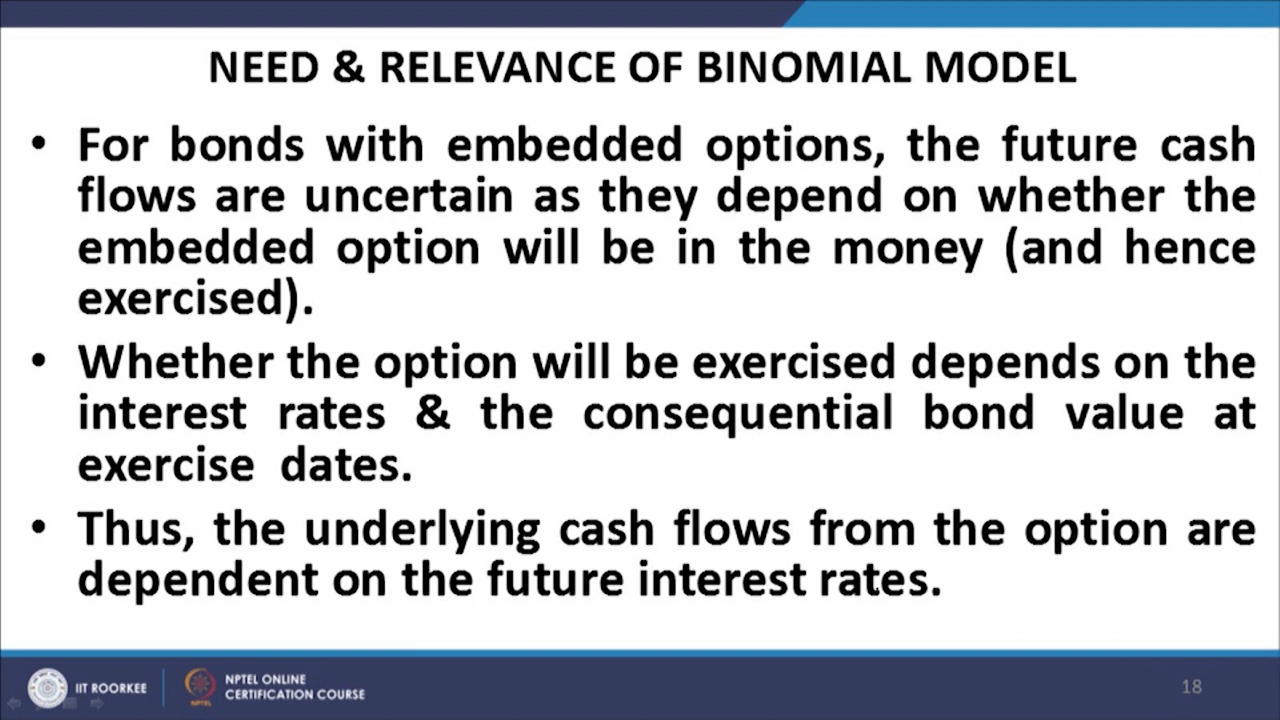 NEED & RELEVANCE OF BINOMIAL MODEL
• For bonds with embedded options, the future cash
flows are uncertain as they depend on whether the
embedded option will be in the money (and hence
exercised).
• Whether the option will be exercised depends on the
interest rates & the consequential bond value at
exercise dates.
• Thus, the underlying cash flows from the option are
dependent on the future interest rates.
IIT ROORKEE
NPTEL
NPTEL ONLINE
CERTIFICATION COURSE
18